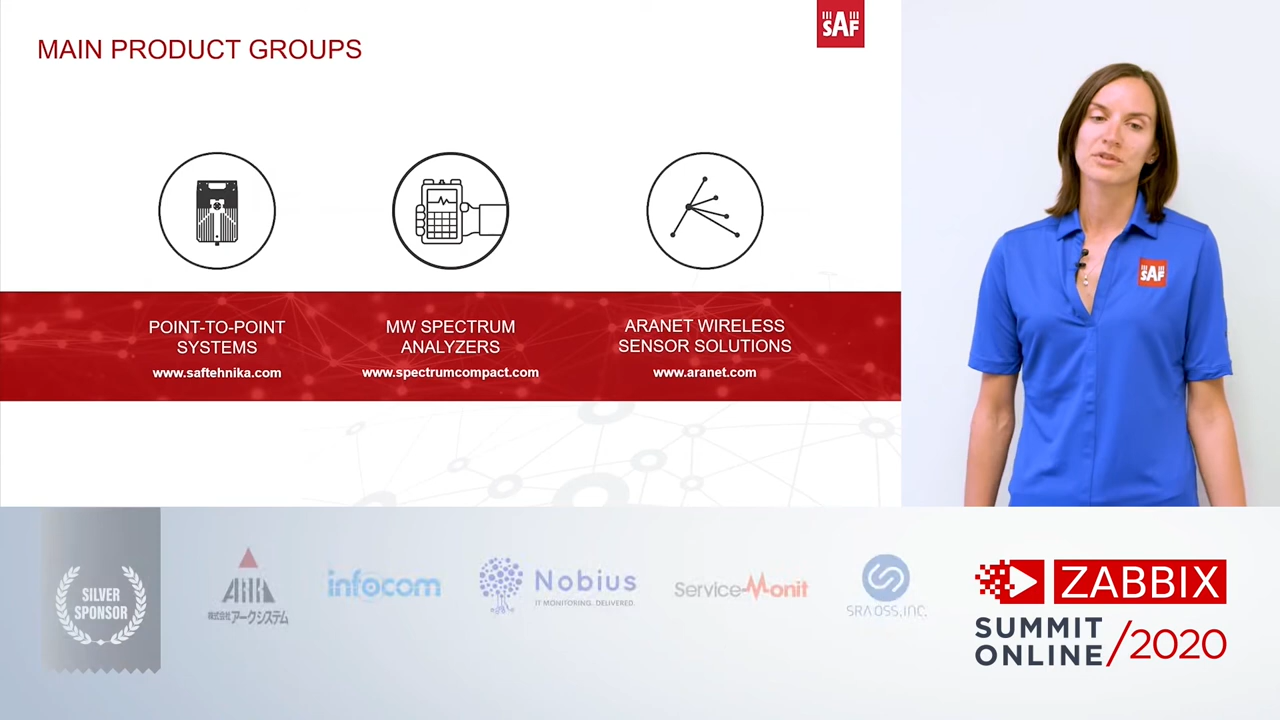 MAIN PRODUCT GROUPS
SAF
POINT-TO-POINT
SYSTEMS
www.saftehnika.com
MW SPECTRUM
ANALYZERS
www.spectrumcompact.com
ARANET WIRELESS
SENSOR SOLUTIONS
www.aranet.com
SAF
SILVER
SPONSOR
ARK
株式会社アークシステム
infocom
Nobius
IT MONITORING. DELIVERED.
Service Monit
SRA OSS, INC.
ZABBIX
SUMMIT
ONLINE /2020